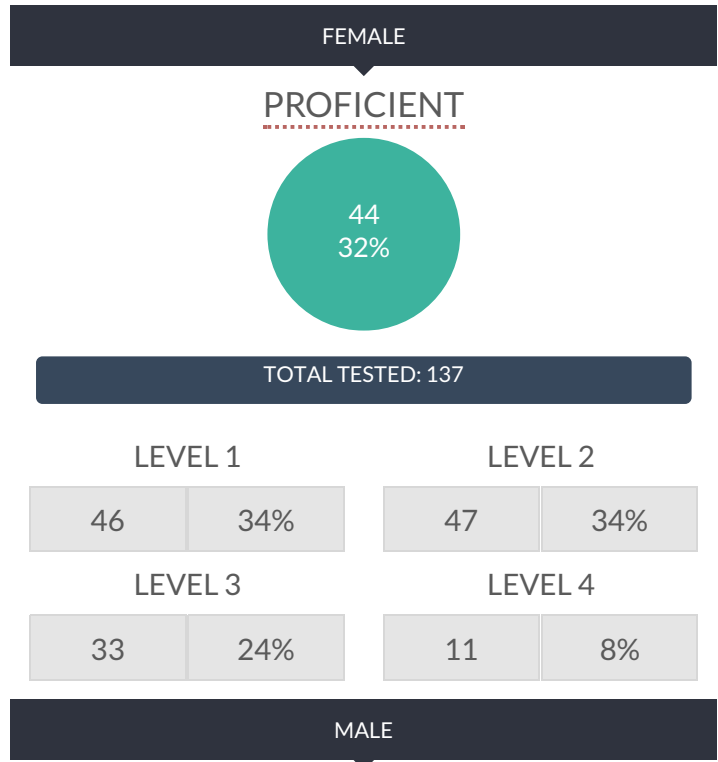 FEMALE
PROFICIENT
44
32%
TOTAL TESTED: 137
LEVEL 1
46 34%
LEVEL 2
47 34%
LEVEL 3
33 24%
LEVEL 4
11 8%
MALE